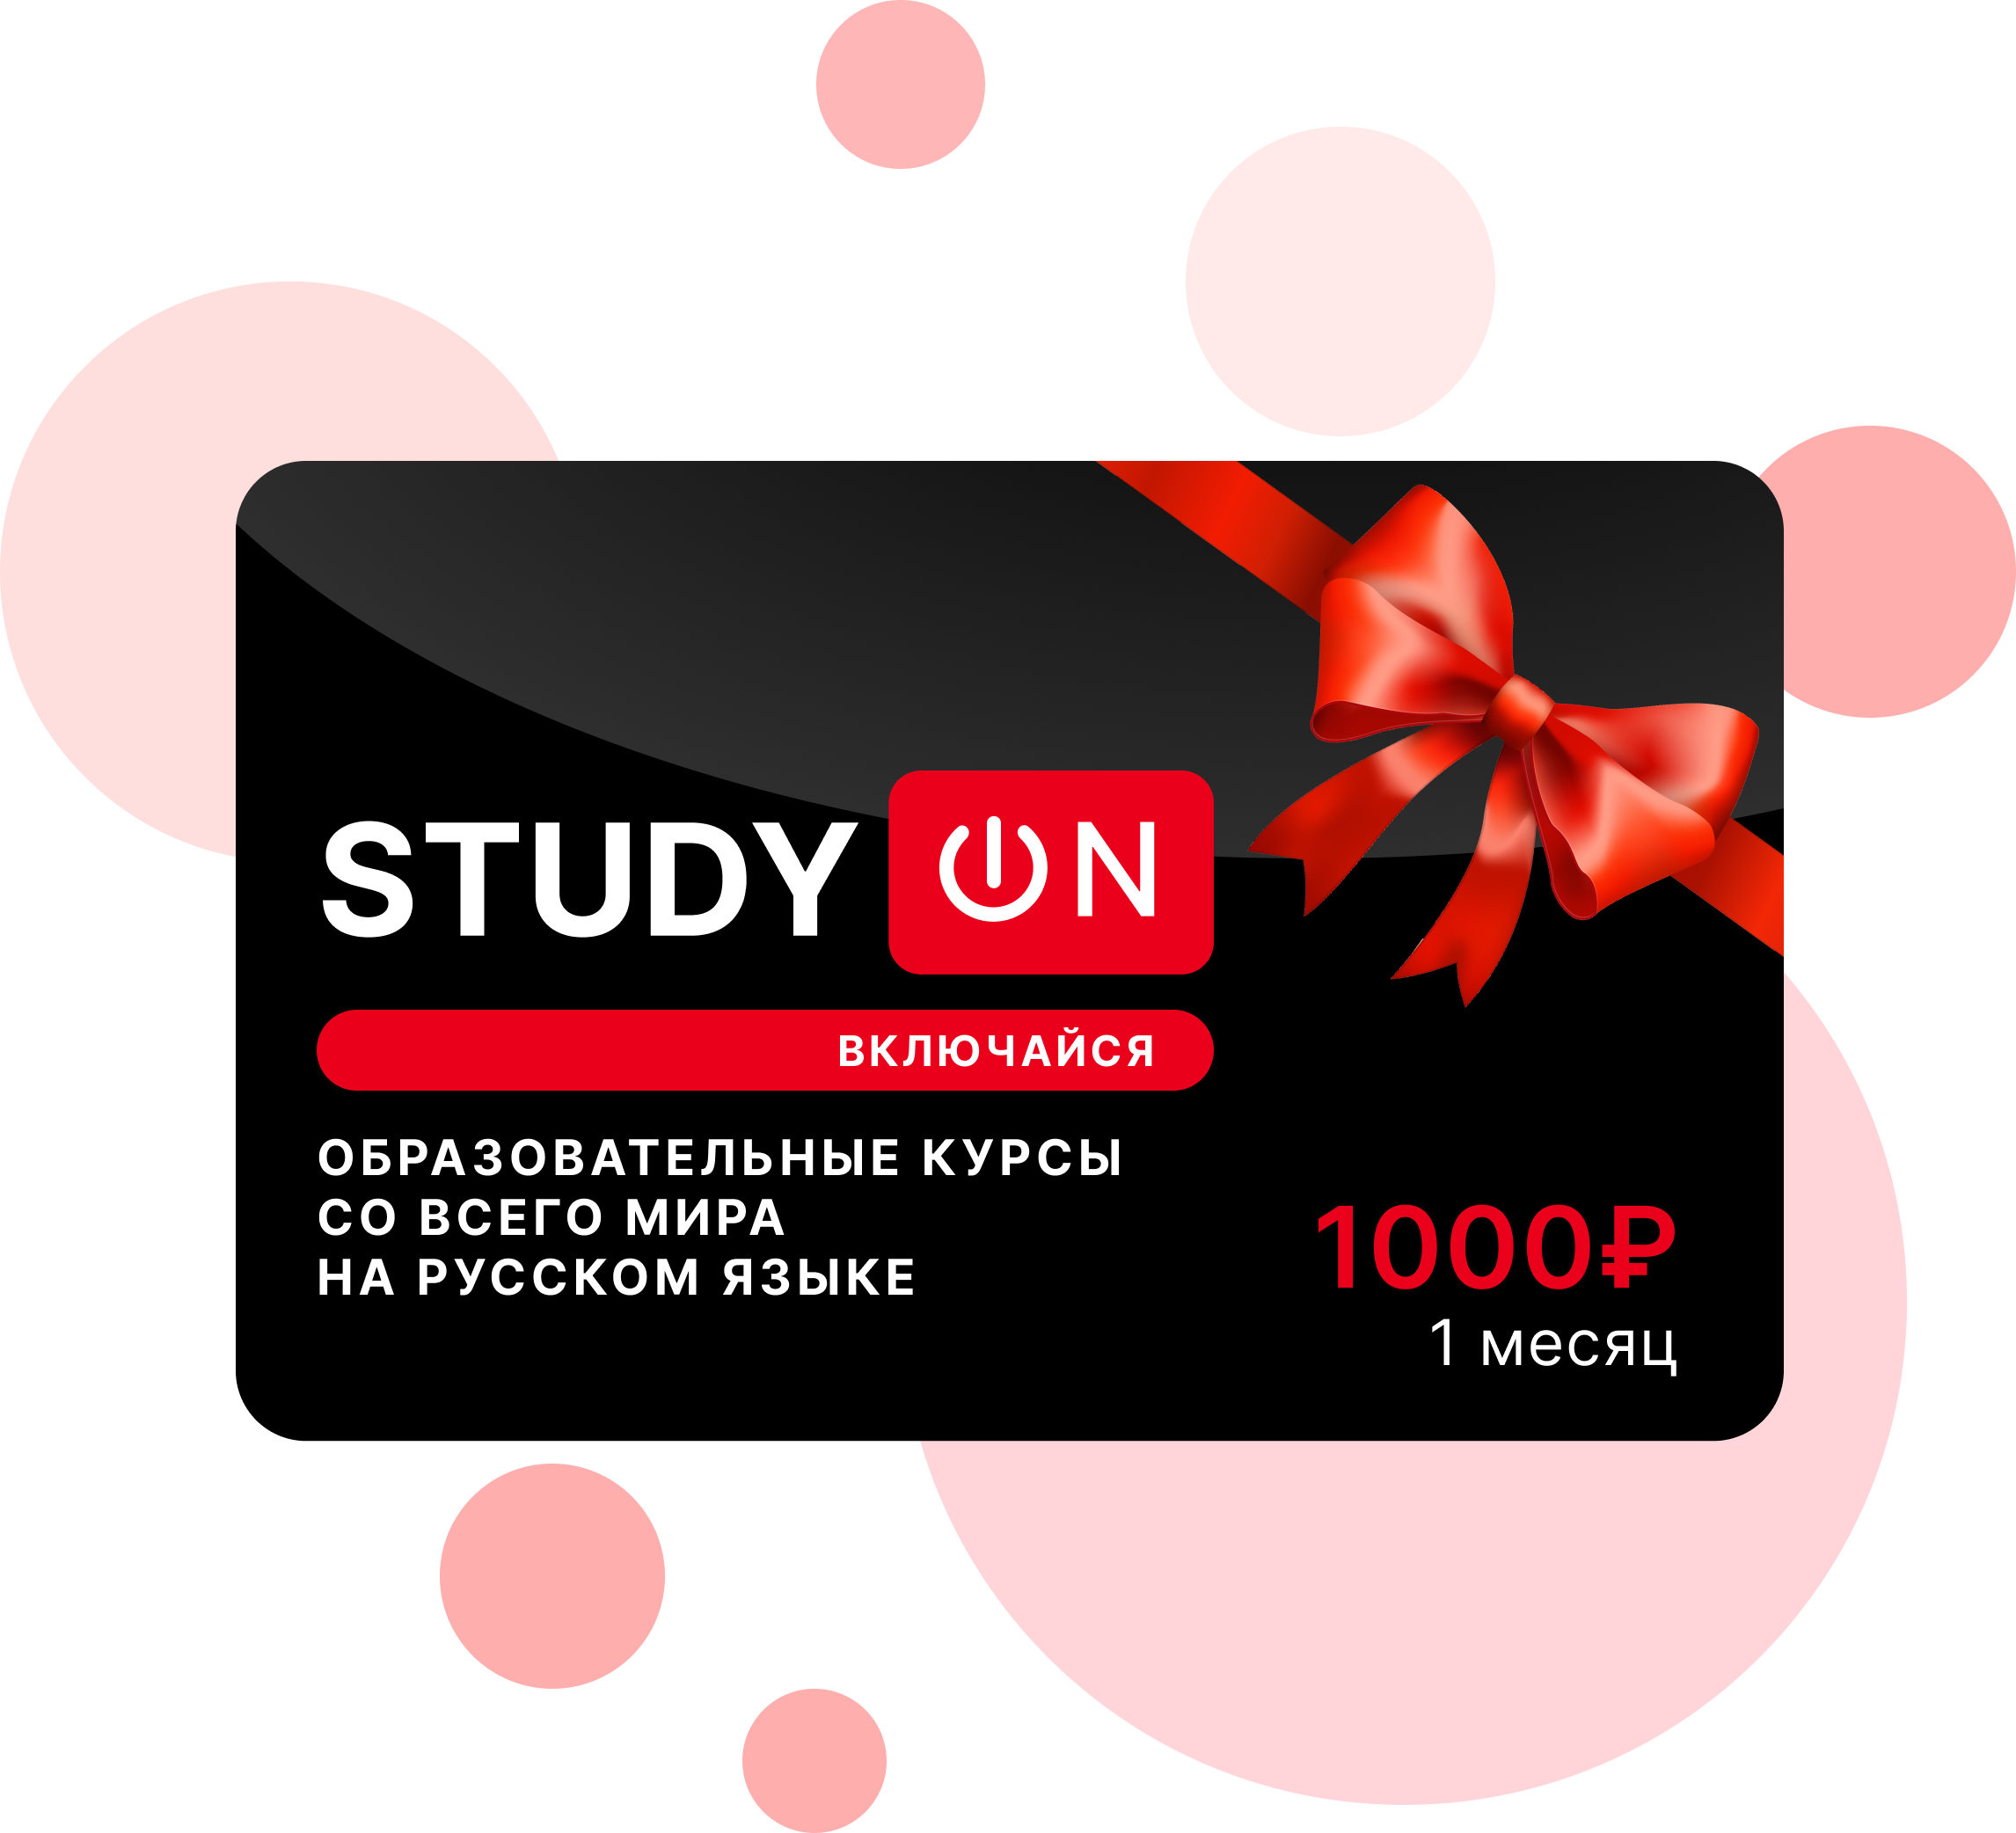 STUDY ON
ВКЛЮЧАЙСЯ
ОБРАЗОВАТЕЛЬНЫЕ КУРСЫ
СО ВСЕГО МИРА
НА РУССКОМ ЯЗЫКЕ
1000₽
1 месяц